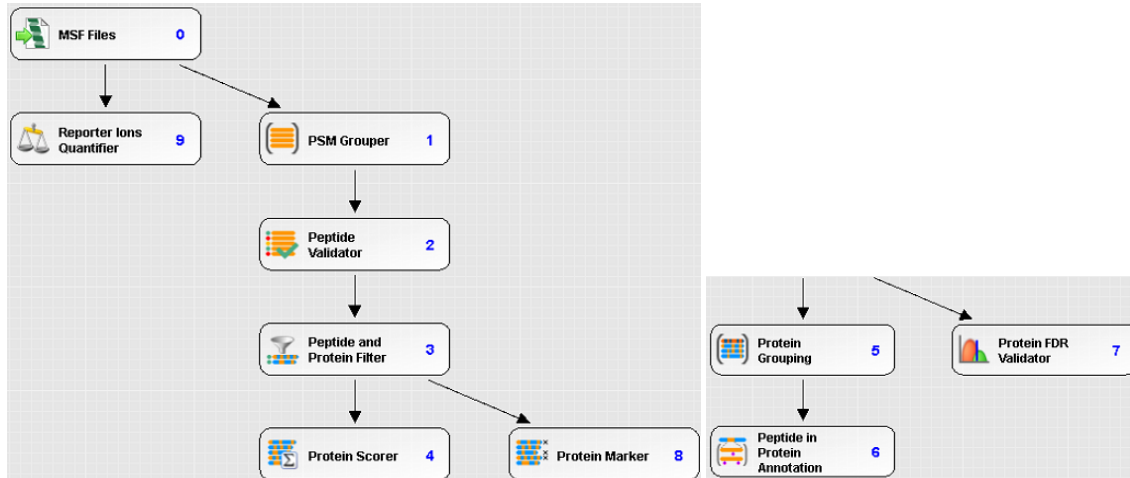 MSF Files 0
Reporter Ions
Quantifier 9
PSM Grouper 1
Peptide
Validator 2
Peptide and
Protein Filter 3
Protein Scorer 4
Protein Marker 8
Protein
Grouping 5
Protein FDR
Validator 7
Peptide in
Protein
Annotation 6